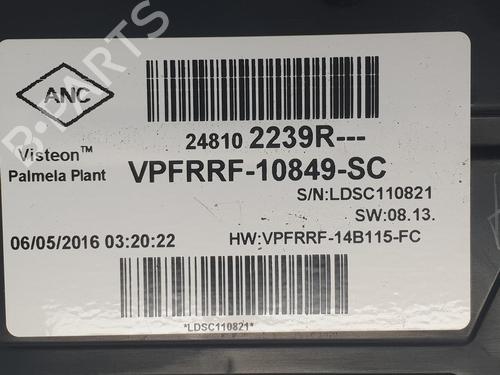 B-PARTS
ANC
24810 2239R---
Visteon™
Palmela Plant
VPFRRF-10849-SC
S/N:LDSC110821
SW:08.13.
06/05/2016 03:20:22
HW:VPFRRF-14B115-FC
*LDSC110821*